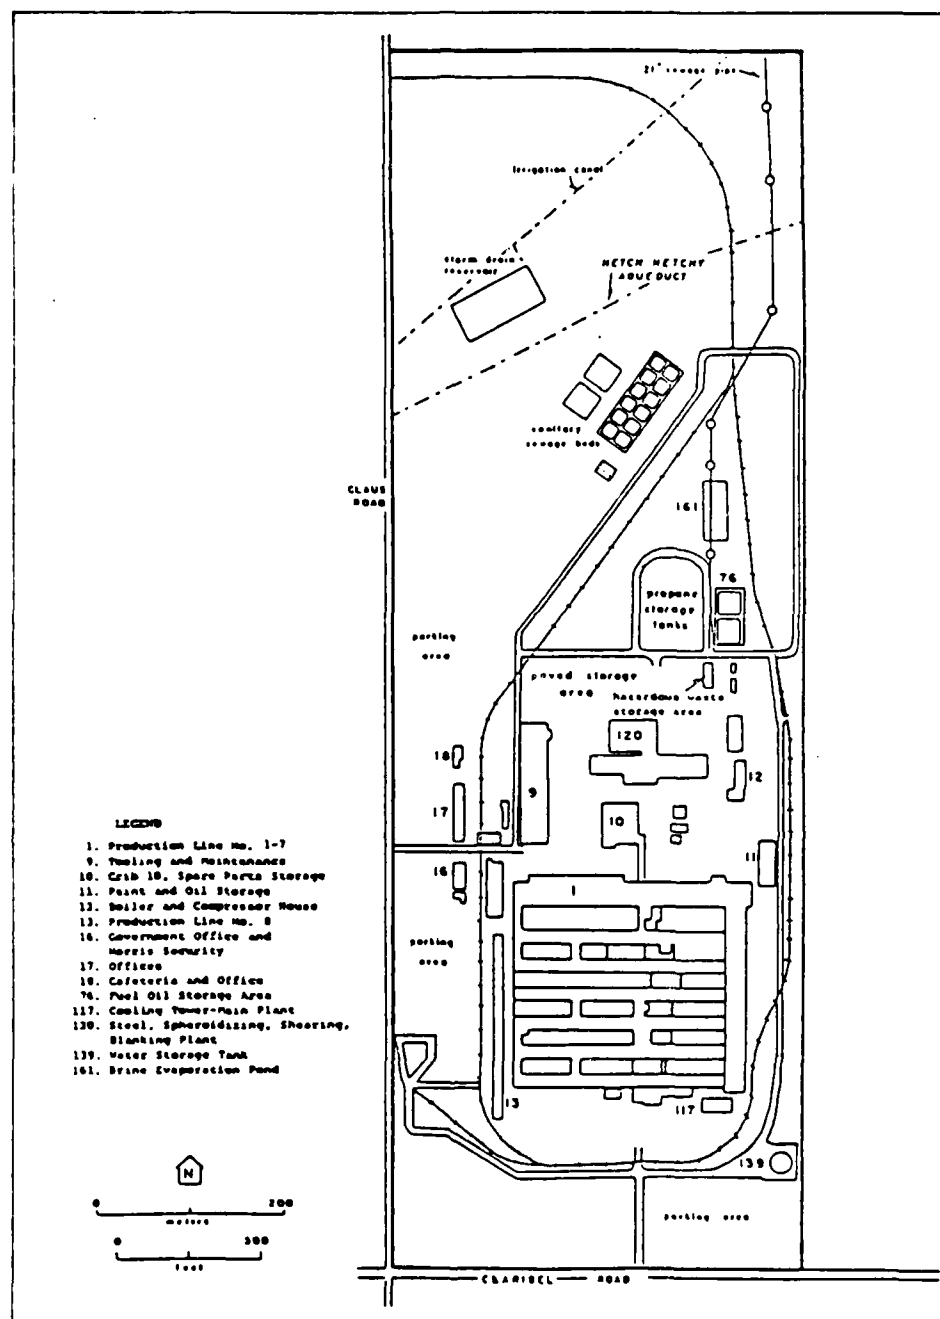 21" sewage pipe
Irrigation canal
storm drain
reservoir
HETCH HETCHY
AQUEDUCT
sanitary
sewage beds
CLAUS
ROAD
161
76
propane
storage
tanks
parking
area
paved storage
area
hazardous waste
storage area
120
18
12
9
17
10
11
16
1
parking
area
13
117
139
parking area
CLARIBEL ROAD
LEGEND
1. Production Line No. 1-7
9. Tooling and Maintenance
10. Crib 10, Spare Parts Storage
11. Paint and Oil Storage
12. Boiler and Compressor House
13. Production Line No. 8
16. Government Office and
Norris Security
17. Offices
18. Cafeteria and Office
76. Fuel Oil Storage Area
117. Cooling Tower-Main Plant
120. Steel, Spheroidizing, Shearing,
Blanking Plant
139. Water Storage Tank
161. Brine Evaporation Pond
N
0 200
meters
0 500
feet